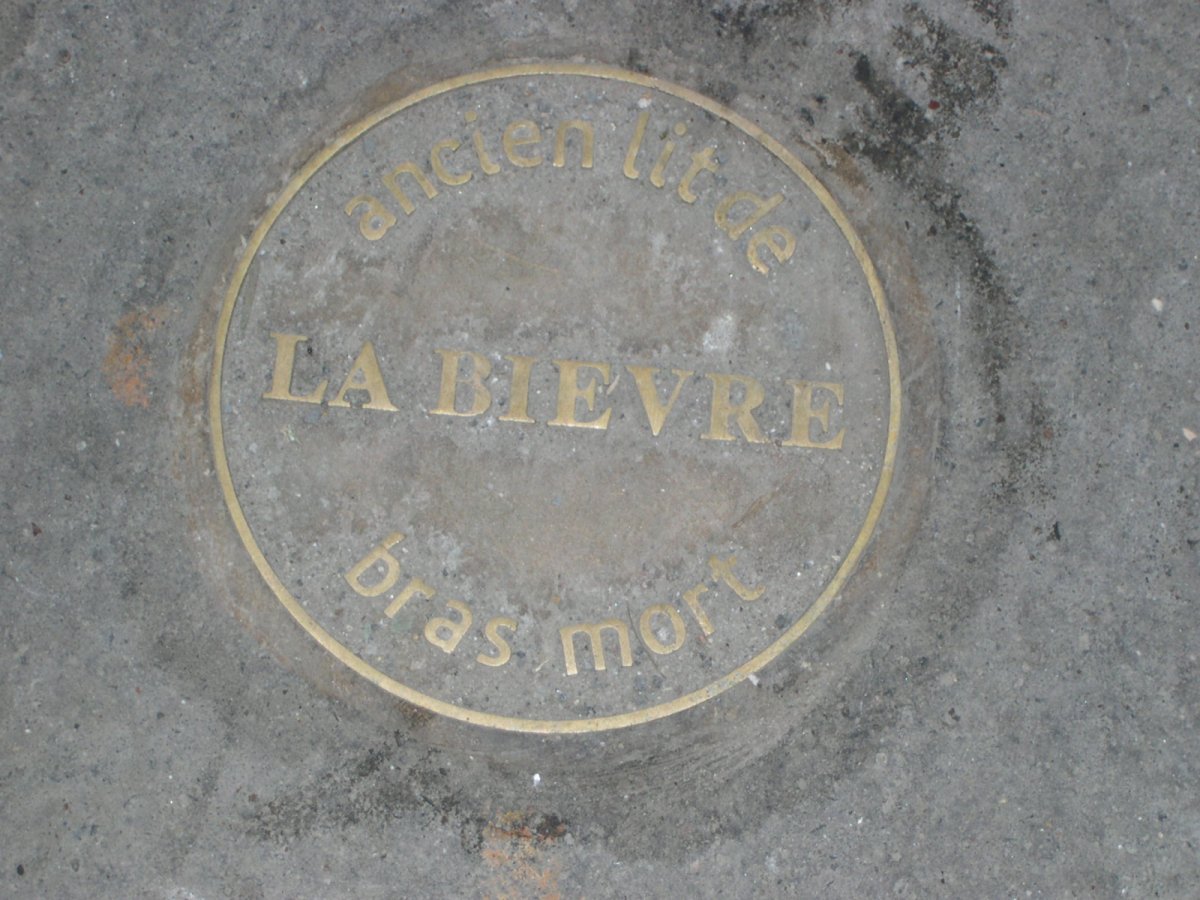 ancien lit de
LA BIEVRE
bras mort